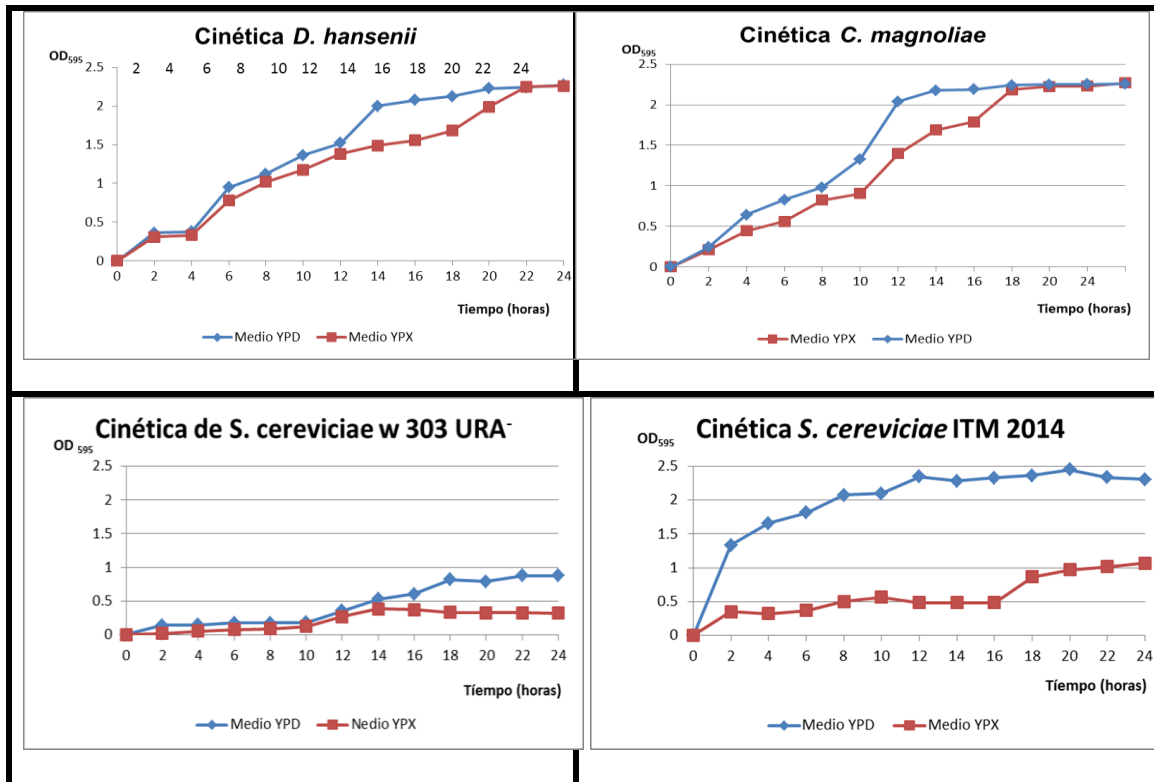 Cinética D. hansenii
OD595
2 4 6 8 10 12 14 16 18 20 22 24
2.5
2
1.5
1
0.5
0
0 2 4 6 8 10 12 14 16 18 20 22 24
Tiempo (horas)
Medio YPD Medio YPX
Cinética C. magnoliae
OD595
2.5
2
1.5
1
0.5
0
0 2 4 6 8 10 12 14 16 18 20 24
Tiempo (horas)
Medio YPX Medio YPD
Cinética de S. cereviciae w 303 URA-
OD 595
2.5
2
1.5
1
0.5
0
0 2 4 6 8 10 12 14 16 18 20 22 24
Tíempo (horas)
Medio YPD Nedio YPX
Cinética S. cereviciae ITM 2014
OD595
2.5
2
1.5
1
0.5
0
0 2 4 6 8 10 12 14 16 18 20 22 24
Tíempo (horas)
Medio YPD Medio YPX